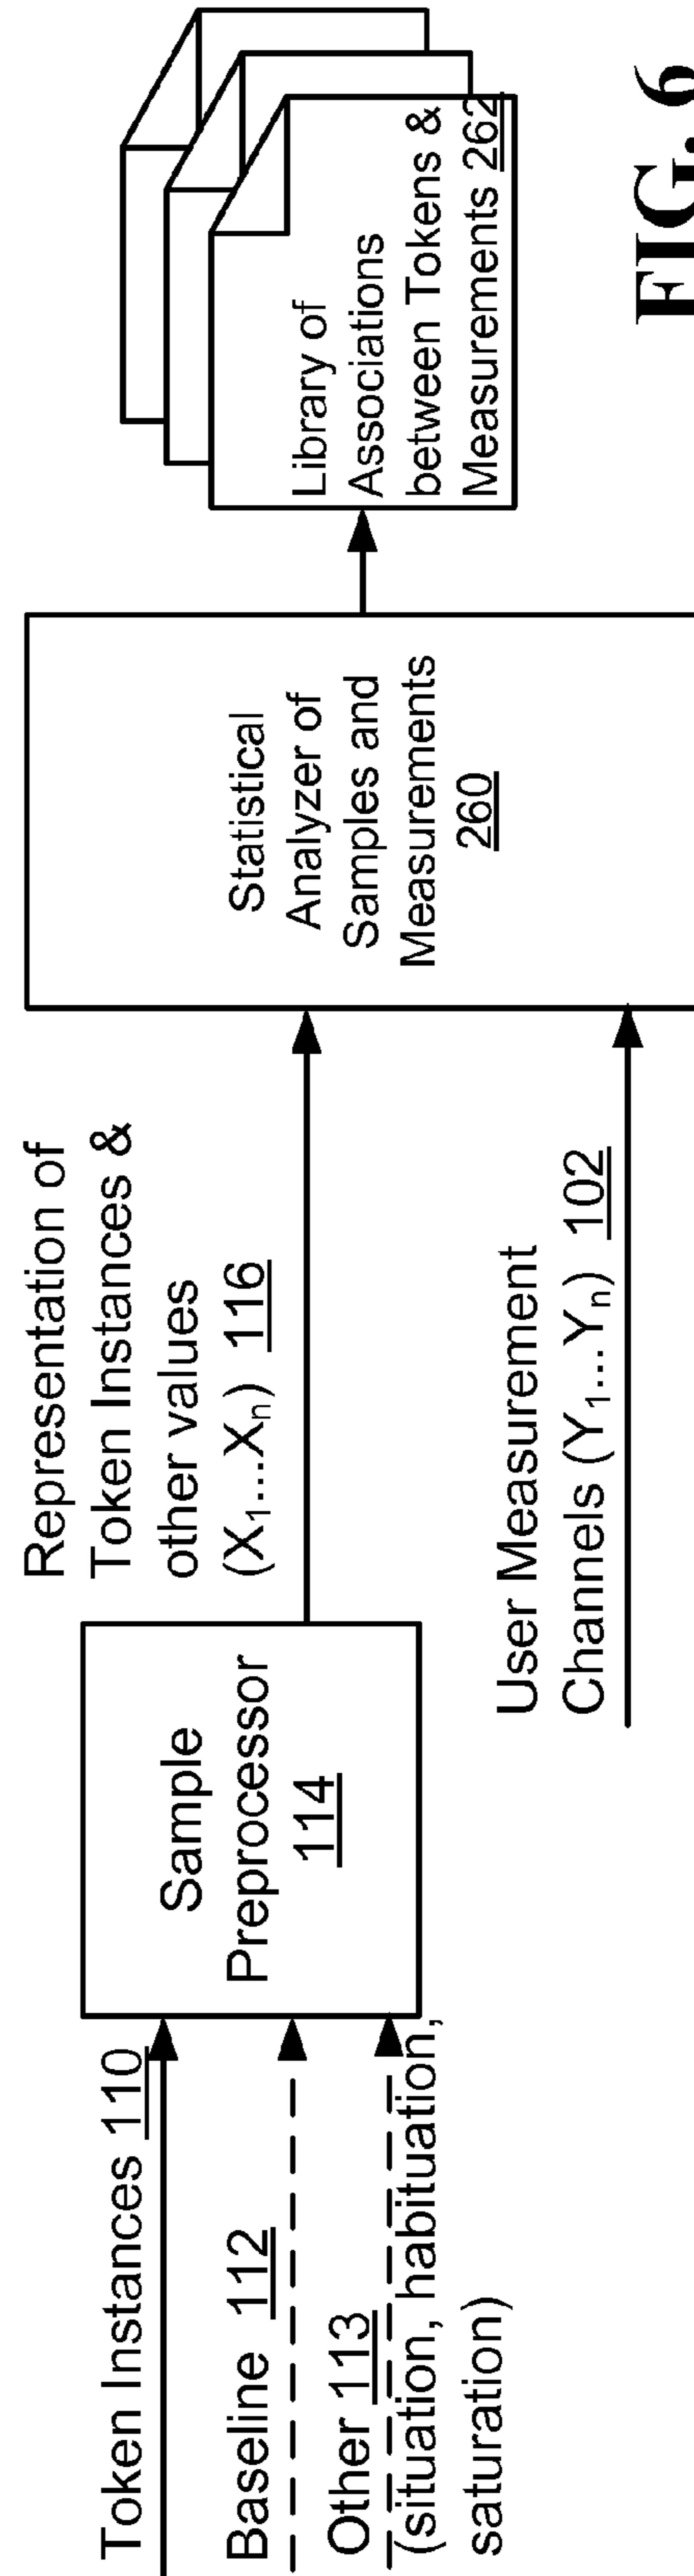 Token Instances 110
Baseline 112
Other 113
(situation, habituation,
saturation)
Sample
Preprocessor
114
Representation of
Token Instances &
other values
(X₁...Xₙ) 116
User Measurement
Channels (Y₁... Yₙ) 102
Statistical
Analyzer of
Samples and
Measurements
260
Library of
Associations
between Tokens &
Measurements 262
FIG. 6